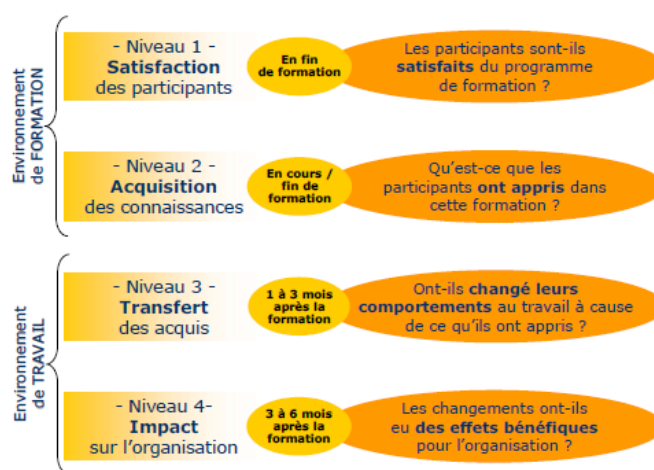 Environnement
de FORMATION
- Niveau 1 -
Satisfaction
des participants
En fin
de formation
Les participants sont-ils
satisfaits du programme
de formation ?
- Niveau 2 -
Acquisition
des connaissances
En cours /
fin de
formation
Qu'est-ce que les
participants ont appris dans
cette formation ?
Environnement
de TRAVAIL
- Niveau 3 -
Transfert
des acquis
1 à 3 mois
après la
formation
Ont-ils changé leurs
comportements au travail à cause
de ce qu'ils ont appris ?
- Niveau 4-
Impact
sur l'organisation
3 à 6 mois
après la
formation
Les changements ont-ils
eu des effets bénéfiques
pour l'organisation ?